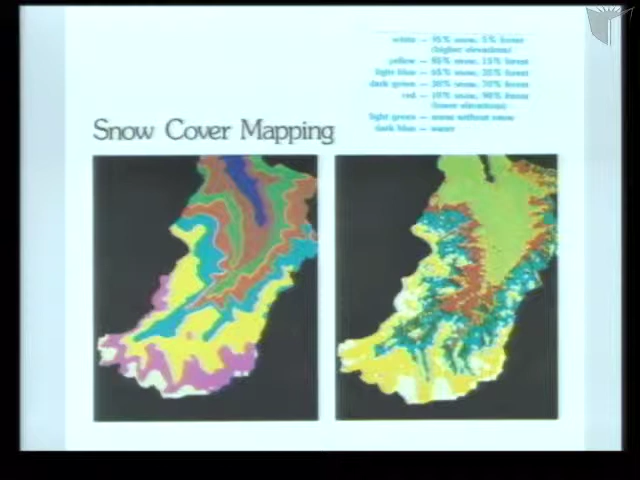 white — 95% snow, 5% forest
(higher elevations)
yellow — 85% snow, 15% forest
light blue — 65% snow, 35% forest
dark green — 30% snow, 70% forest
red — 10% snow, 90% forest
(lower elevations)
light green — areas without snow
dark blue — water
Snow Cover Mapping